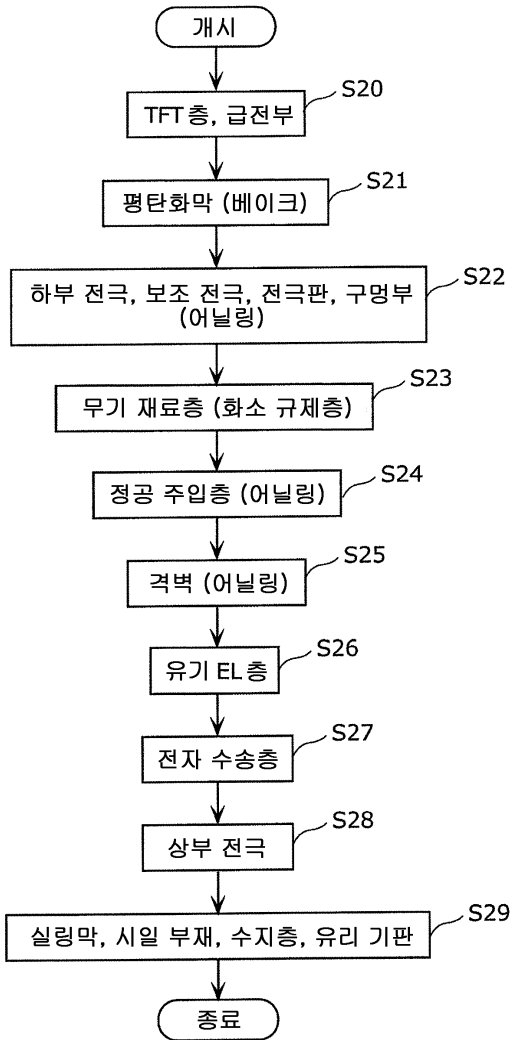 개시
S20
TFT 층, 급전부
S21
평탄화막 (베이크)
S22
하부 전극, 보조 전극, 전극판, 구멍부
(어닐링)
S23
무기 재료층 (화소 규제층)
S24
정공 주입층 (어닐링)
S25
격벽 (어닐링)
S26
유기 EL 층
S27
전자 수송층
S28
상부 전극
S29
실링막, 시일 부재, 수지층, 유리 기판
종료